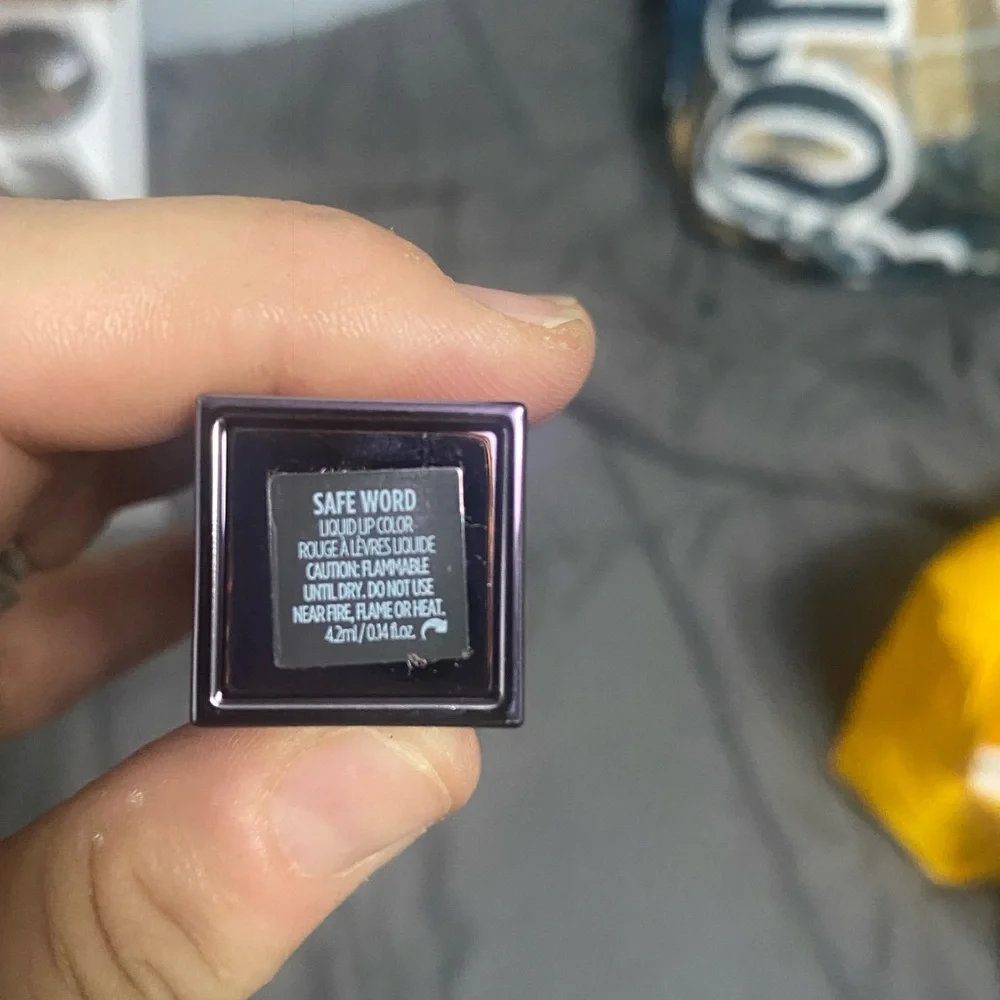 SAFE WORD
LIQUID LIP COLOR
ROUGE À LÈVRES LIQUIDE
CAUTION: FLAMMABLE
UNTIL DRY. DO NOT USE
NEAR FIRE, FLAME OR HEAT.
4.2ml / 0.14 fl.oz.